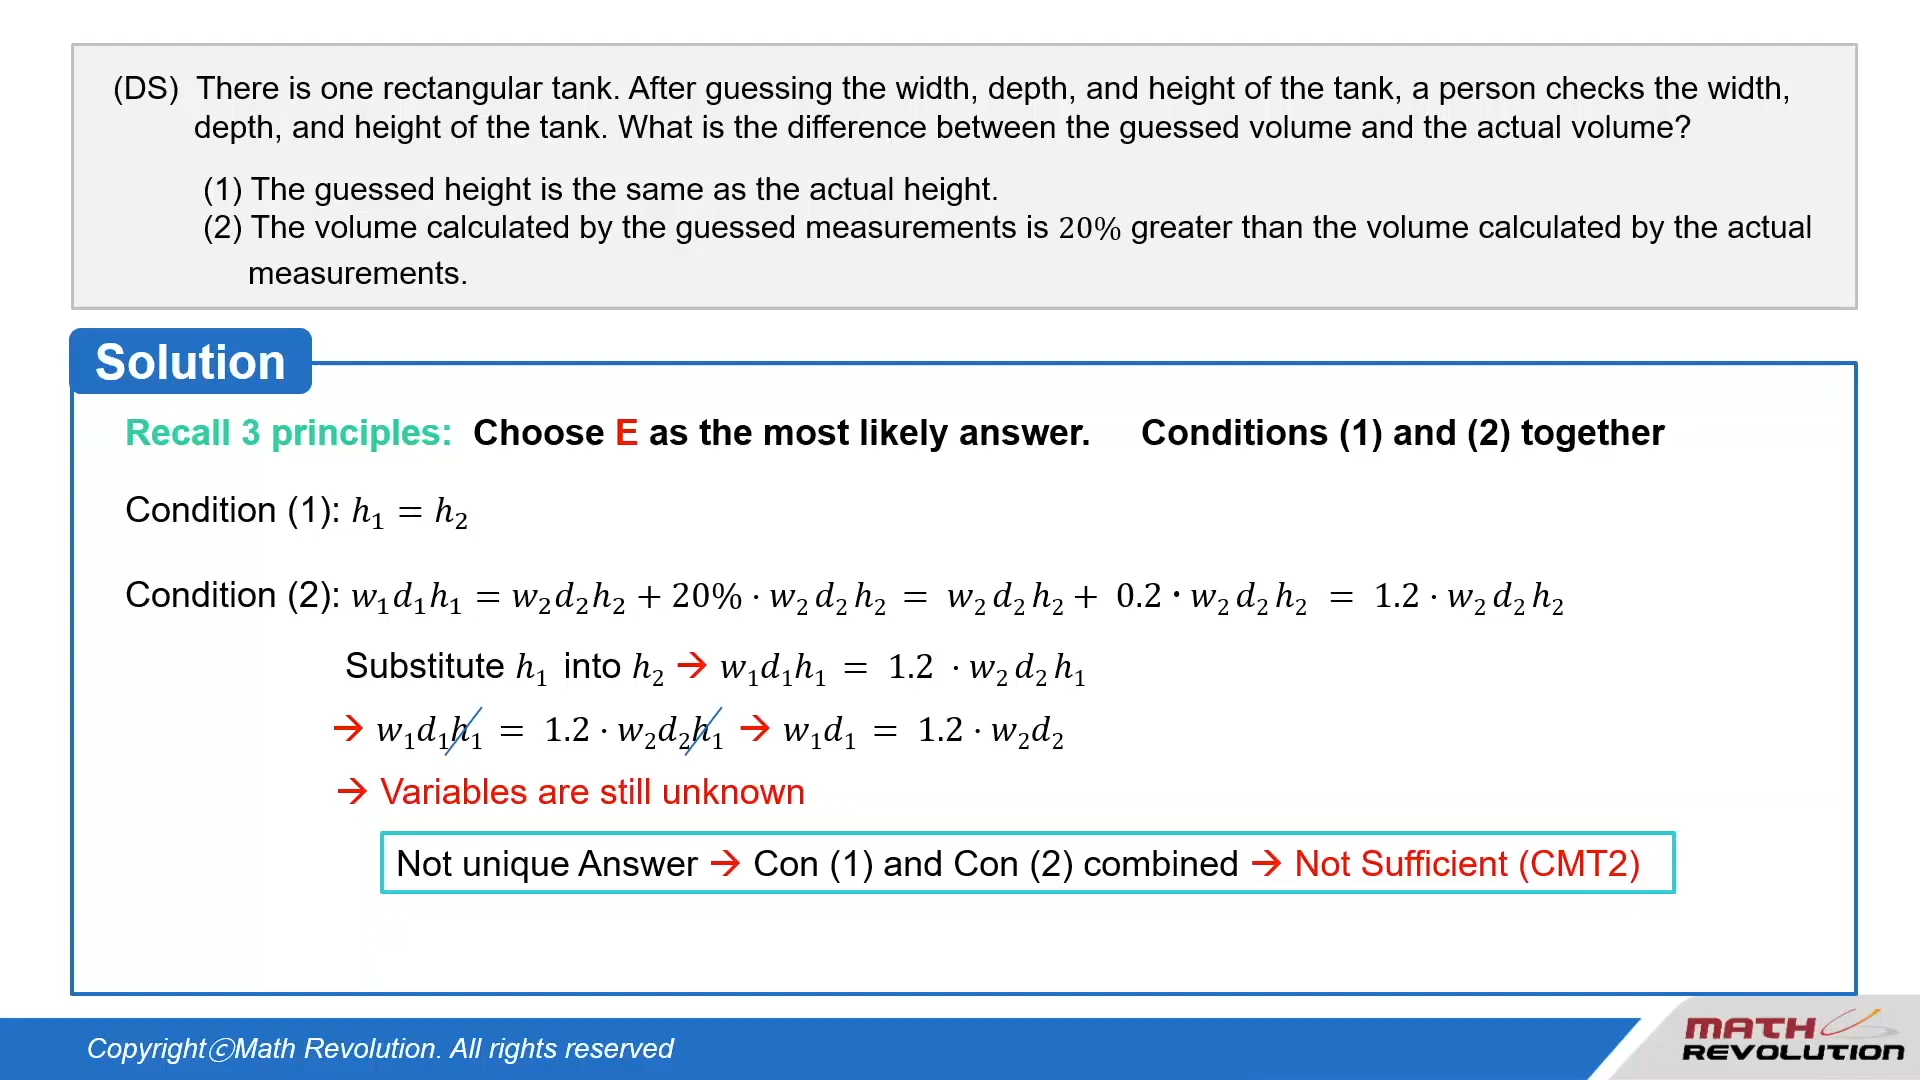 (DS) There is one rectangular tank. After guessing the width, depth, and height of the tank, a person checks the width,
depth, and height of the tank. What is the difference between the guessed volume and the actual volume?
(1) The guessed height is the same as the actual height.
(2) The volume calculated by the guessed measurements is 20% greater than the volume calculated by the actual
measurements.
Solution
Recall 3 principles: Choose E as the most likely answer. Conditions (1) and (2) together
Condition (1): h₁ = h₂
Condition (2): w₁d₁h₁ = w₂d₂h₂ + 20% · w₂d₂h₂ = w₂d₂h₂ + 0.2 · w₂d₂h₂ = 1.2 · w₂d₂h₂
Substitute h₁ into h₂ → w₁d₁h₁ = 1.2 · w₂d₂h₁
→ w₁d₁h₁ = 1.2 · w₂d₂h₁ → w₁d₁ = 1.2 · w₂d₂
→ Variables are still unknown
Not unique Answer → Con (1) and Con (2) combined → Not Sufficient (CMT2)
CopyrightⓒMath Revolution. All rights reserved
MATH
REVOLUTION